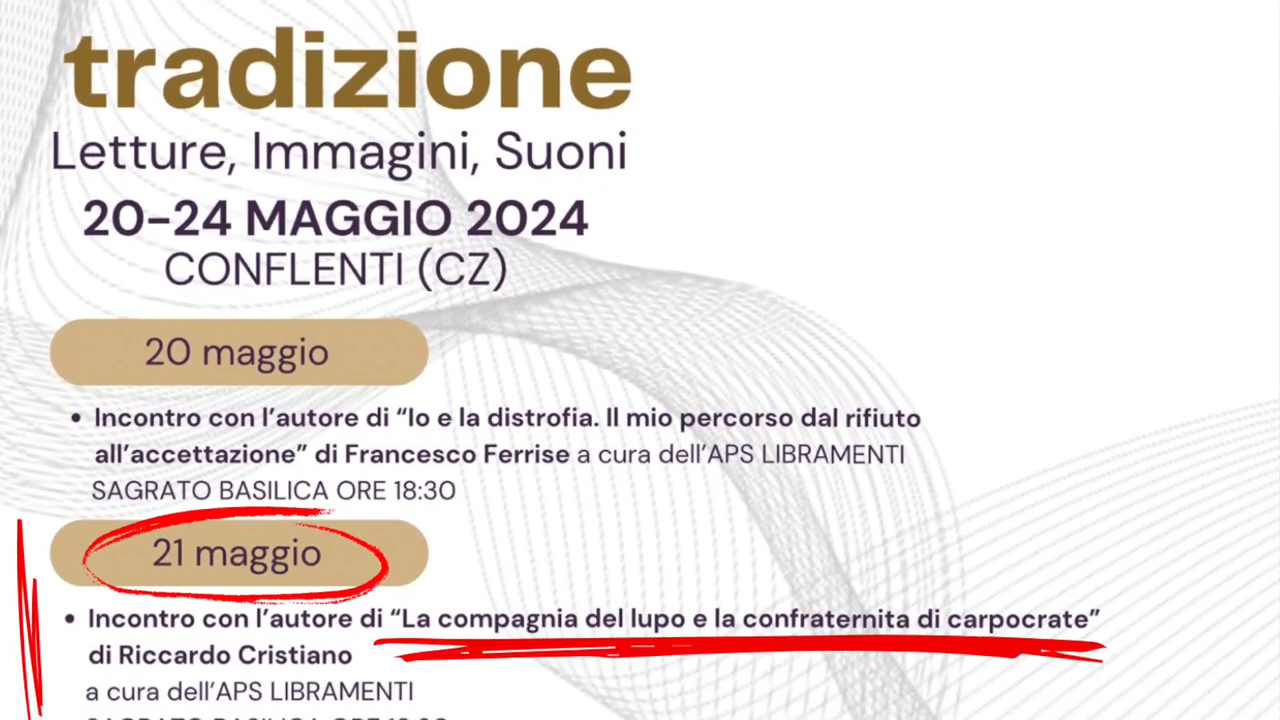 tradizione
Letture, Immagini, Suoni
20-24 MAGGIO 2024
CONFLENTI (CZ)
20 maggio
• Incontro con l’autore di “Io e la distrofia. Il mio percorso dal rifiuto
all’accettazione” di Francesco Ferrise a cura dell’APS LIBRAMENTI
SAGRATO BASILICA ORE 18:30
21 maggio
• Incontro con l’autore di “La compagnia del lupo e la confraternita di carpocrate”
di Riccardo Cristiano
a cura dell’APS LIBRAMENTI
SAGRATO BASILICA ORE